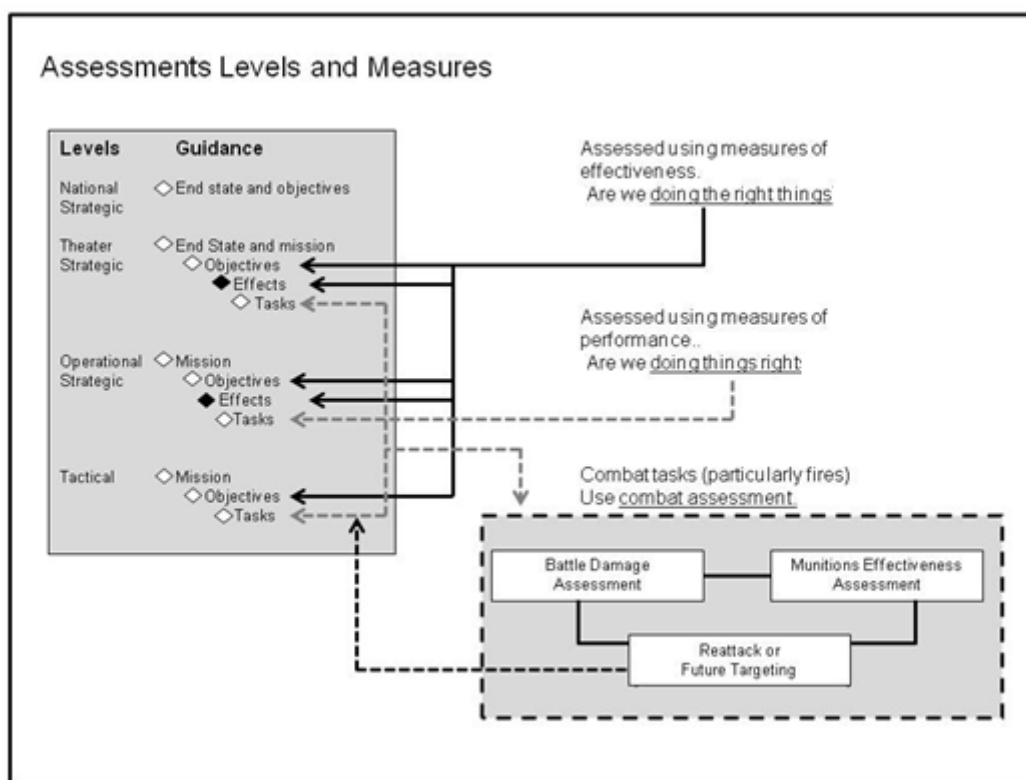 Assessments Levels and Measures
Levels Guidance
National Strategic
End state and objectives
Theater Strategic
End State and mission
Objectives
Effects
Tasks
Operational Strategic
Mission
Objectives
Effects
Tasks
Tactical
Mission
Objectives
Tasks
Assessed using measures of
effectiveness.
Are we doing the right things
Assessed using measures of
performance..
Are we doing things right
Combat tasks (particularly fires)
Use combat assessment.
Battle Damage
Assessment
Munitions Effectiveness
Assessment
Reattack or
Future Targeting